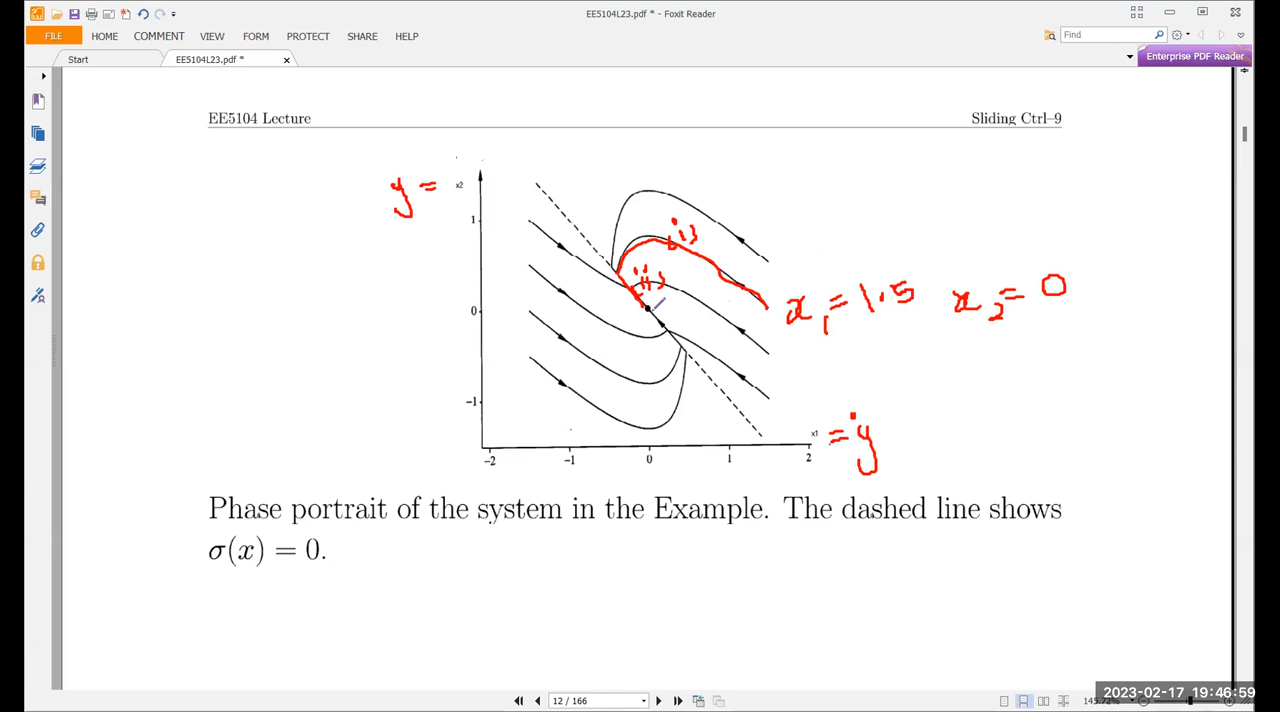 EE5104L23.pdf * - Foxit Reader
FILE HOME COMMENT VIEW FORM PROTECT SHARE HELP
Find
Start EE5104L23.pdf *
Enterprise PDF Reader
EE5104 Lecture Sliding Ctrl–9
y =
x2
1
0
−1
−2 −1 0 1 2
i)
ii)
x1 = 1.5 x2 = 0
x1 = ẏ
Phase portrait of the system in the Example. The dashed line shows
σ(x) = 0.
12 / 166
2023-02-17 19:46:59